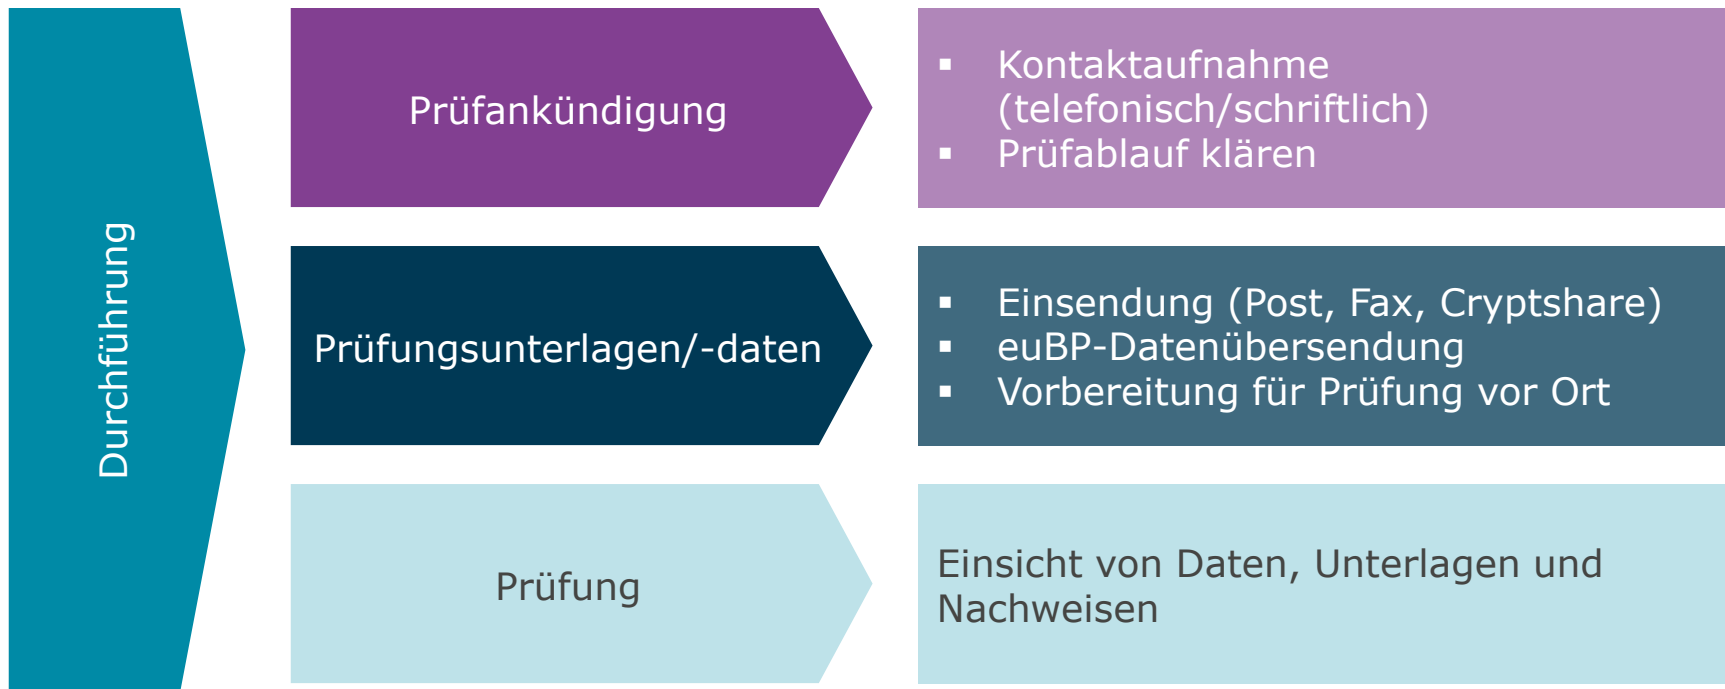 Durchführung
Prüfankündigung
▪ Kontaktaufnahme
(telefonisch/schriftlich)
▪ Prüfablauf klären
Prüfungsunterlagen/-daten
▪ Einsendung (Post, Fax, Cryptshare)
▪ euBP-Datenübersendung
▪ Vorbereitung für Prüfung vor Ort
Prüfung
Einsicht von Daten, Unterlagen und
Nachweisen